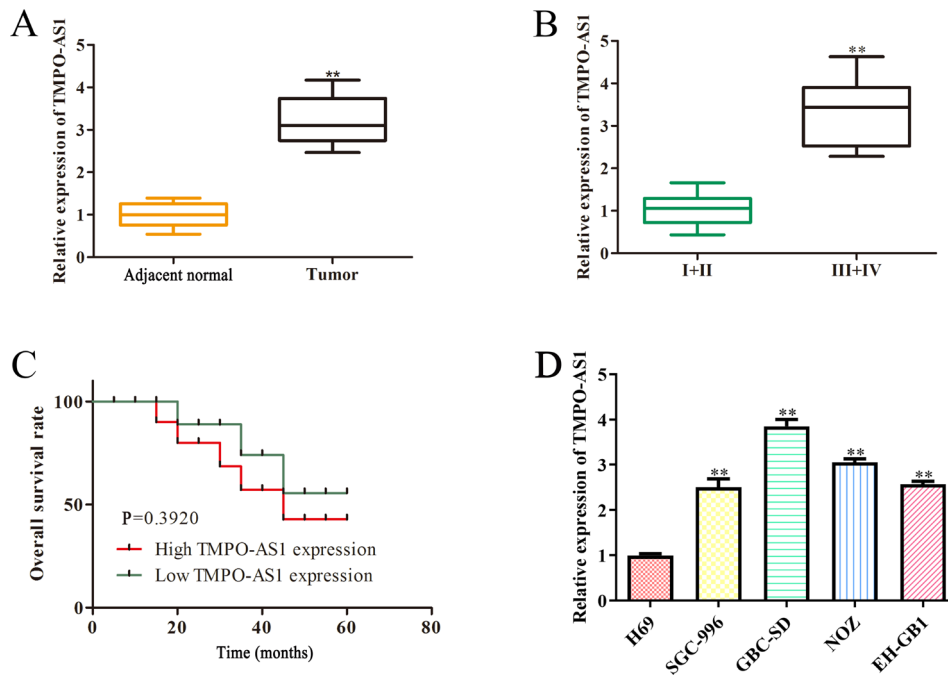 A
Relative expression of TMPO-AS1
5
4
3
2
1
0
**
Adjacent normal
Tumor
B
Relative expression of TMPO-AS1
5
4
3
2
1
0
**
I+II
III+IV
C
Overall survival rate
100
50
P=0.3920
High TMPO-AS1 expression
Low TMPO-AS1 expression
0
20
40
60
80
Time (months)
D
Relative expression of TMPO-AS1
5
4
3
2
1
0
**
**
**
**
H69
SGC-996
GBC-SD
NOZ
EH-GB1